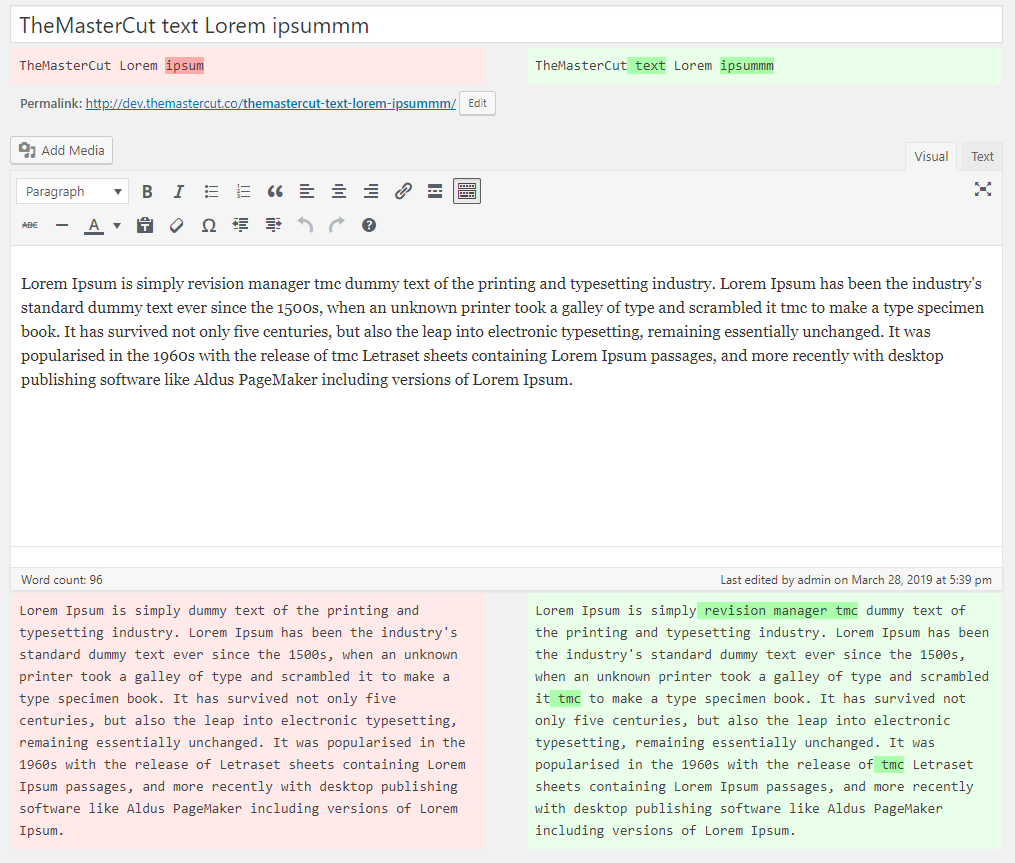 TheMasterCut text Lorem ipsummm
TheMasterCut Lorem ipsum
TheMasterCut text Lorem ipsummm
Permalink: http://dev.themastercut.co/themastercut-text-lorem-ipsummm/ Edit
Add Media
Visual Text
Paragraph B I
ABC A Ω ?
Lorem Ipsum is simply revision manager tmc dummy text of the printing and typesetting industry. Lorem Ipsum has been the industry's
standard dummy text ever since the 1500s, when an unknown printer took a galley of type and scrambled it tmc to make a type specimen
book. It has survived not only five centuries, but also the leap into electronic typesetting, remaining essentially unchanged. It was
popularised in the 1960s with the release of tmc Letraset sheets containing Lorem Ipsum passages, and more recently with desktop
publishing software like Aldus PageMaker including versions of Lorem Ipsum.
Word count: 96
Last edited by admin on March 28, 2019 at 5:39 pm
Lorem Ipsum is simply dummy text of the printing and
typesetting industry. Lorem Ipsum has been the industry's
standard dummy text ever since the 1500s, when an unknown
printer took a galley of type and scrambled it to make a
type specimen book. It has survived not only five
centuries, but also the leap into electronic typesetting,
remaining essentially unchanged. It was popularised in the
1960s with the release of Letraset sheets containing Lorem
Ipsum passages, and more recently with desktop publishing
software like Aldus PageMaker including versions of Lorem
Ipsum.
Lorem Ipsum is simply revision manager tmc dummy text of
the printing and typesetting industry. Lorem Ipsum has been
the industry's standard dummy text ever since the 1500s,
when an unknown printer took a galley of type and scrambled
it tmc to make a type specimen book. It has survived not
only five centuries, but also the leap into electronic
typesetting, remaining essentially unchanged. It was
popularised in the 1960s with the release of tmc Letraset
sheets containing Lorem Ipsum passages, and more recently
with desktop publishing software like Aldus PageMaker
including versions of Lorem Ipsum.